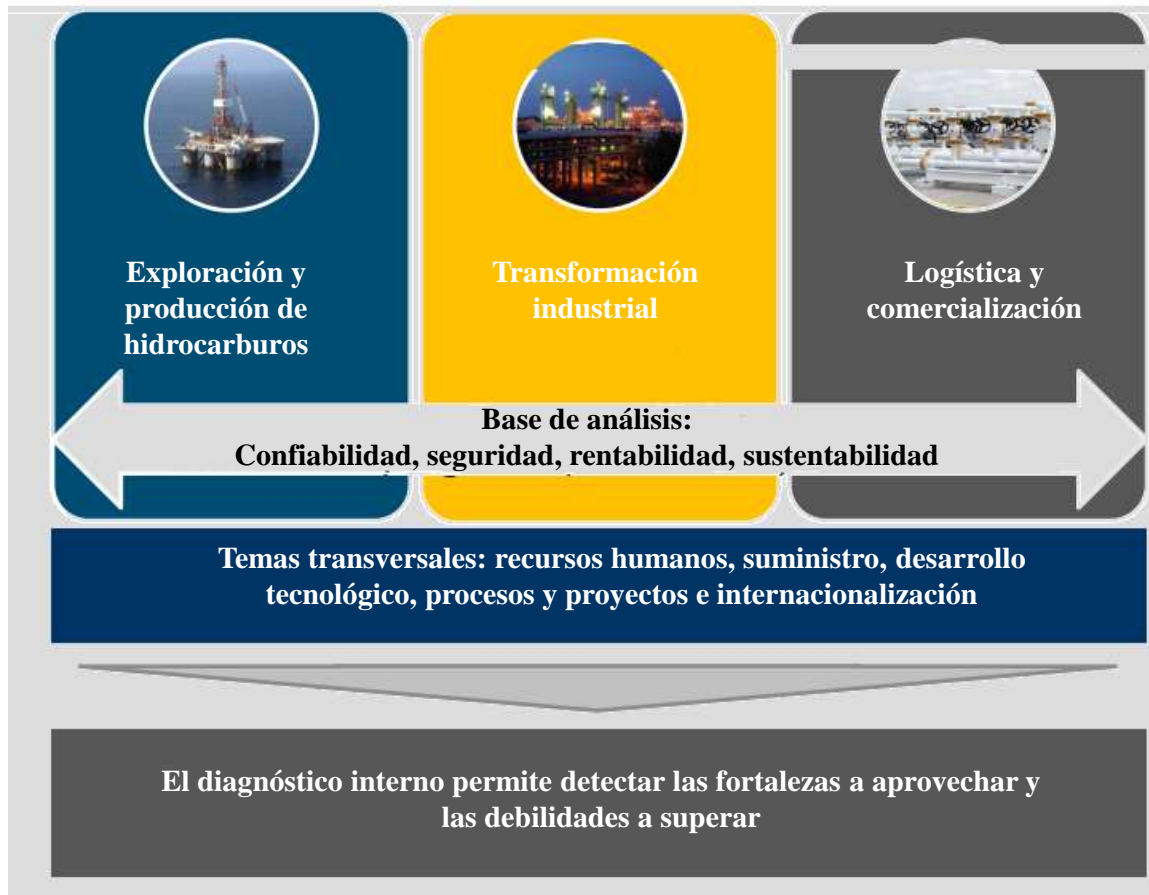 Exploración y
producción de
hidrocarburos
Transformación
industrial
Logística y
comercialización
Base de análisis:
Confiabilidad, seguridad, rentabilidad, sustentabilidad
Temas transversales: recursos humanos, suministro, desarrollo
tecnológico, procesos y proyectos e internacionalización
El diagnóstico interno permite detectar las fortalezas a aprovechar y
las debilidades a superar